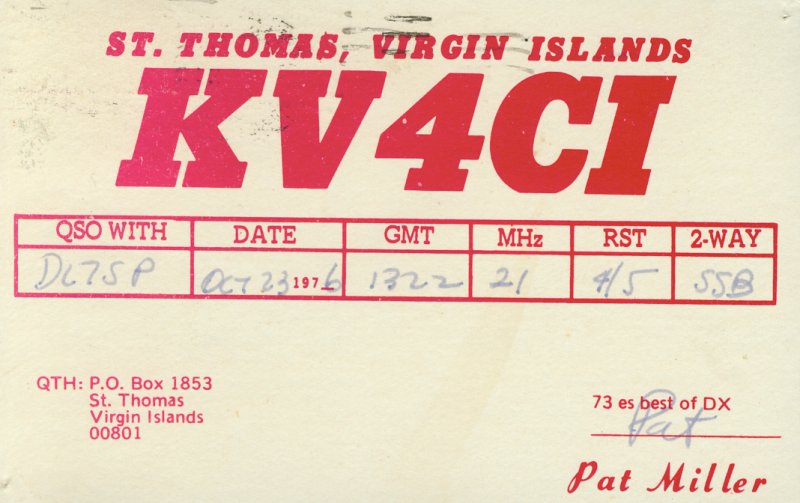 ST. THOMAS, VIRGIN ISLANDS
KV4CI
QSO WITH DATE GMT MHz RST 2-WAY
DL7SP OCT 23 1976 1322 21 4/5 SSB
QTH: P.O. Box 1853
St. Thomas
Virgin Islands
00801
73 es best of DX
Pat
Pat Miller